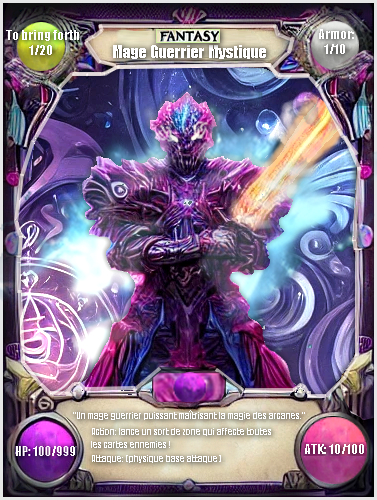 To bring forth
1/20
FANTASY
Mage Guerrier Mystique
Armor:
1/10
"Un mage guerrier puissant maîtrisant la magie des arcanes."
Action: lance un sort de zone qui affecte toutes
les cartes ennemies !
Attaque: (physique base attaque)
HP: 100/999
ATK: 10/100